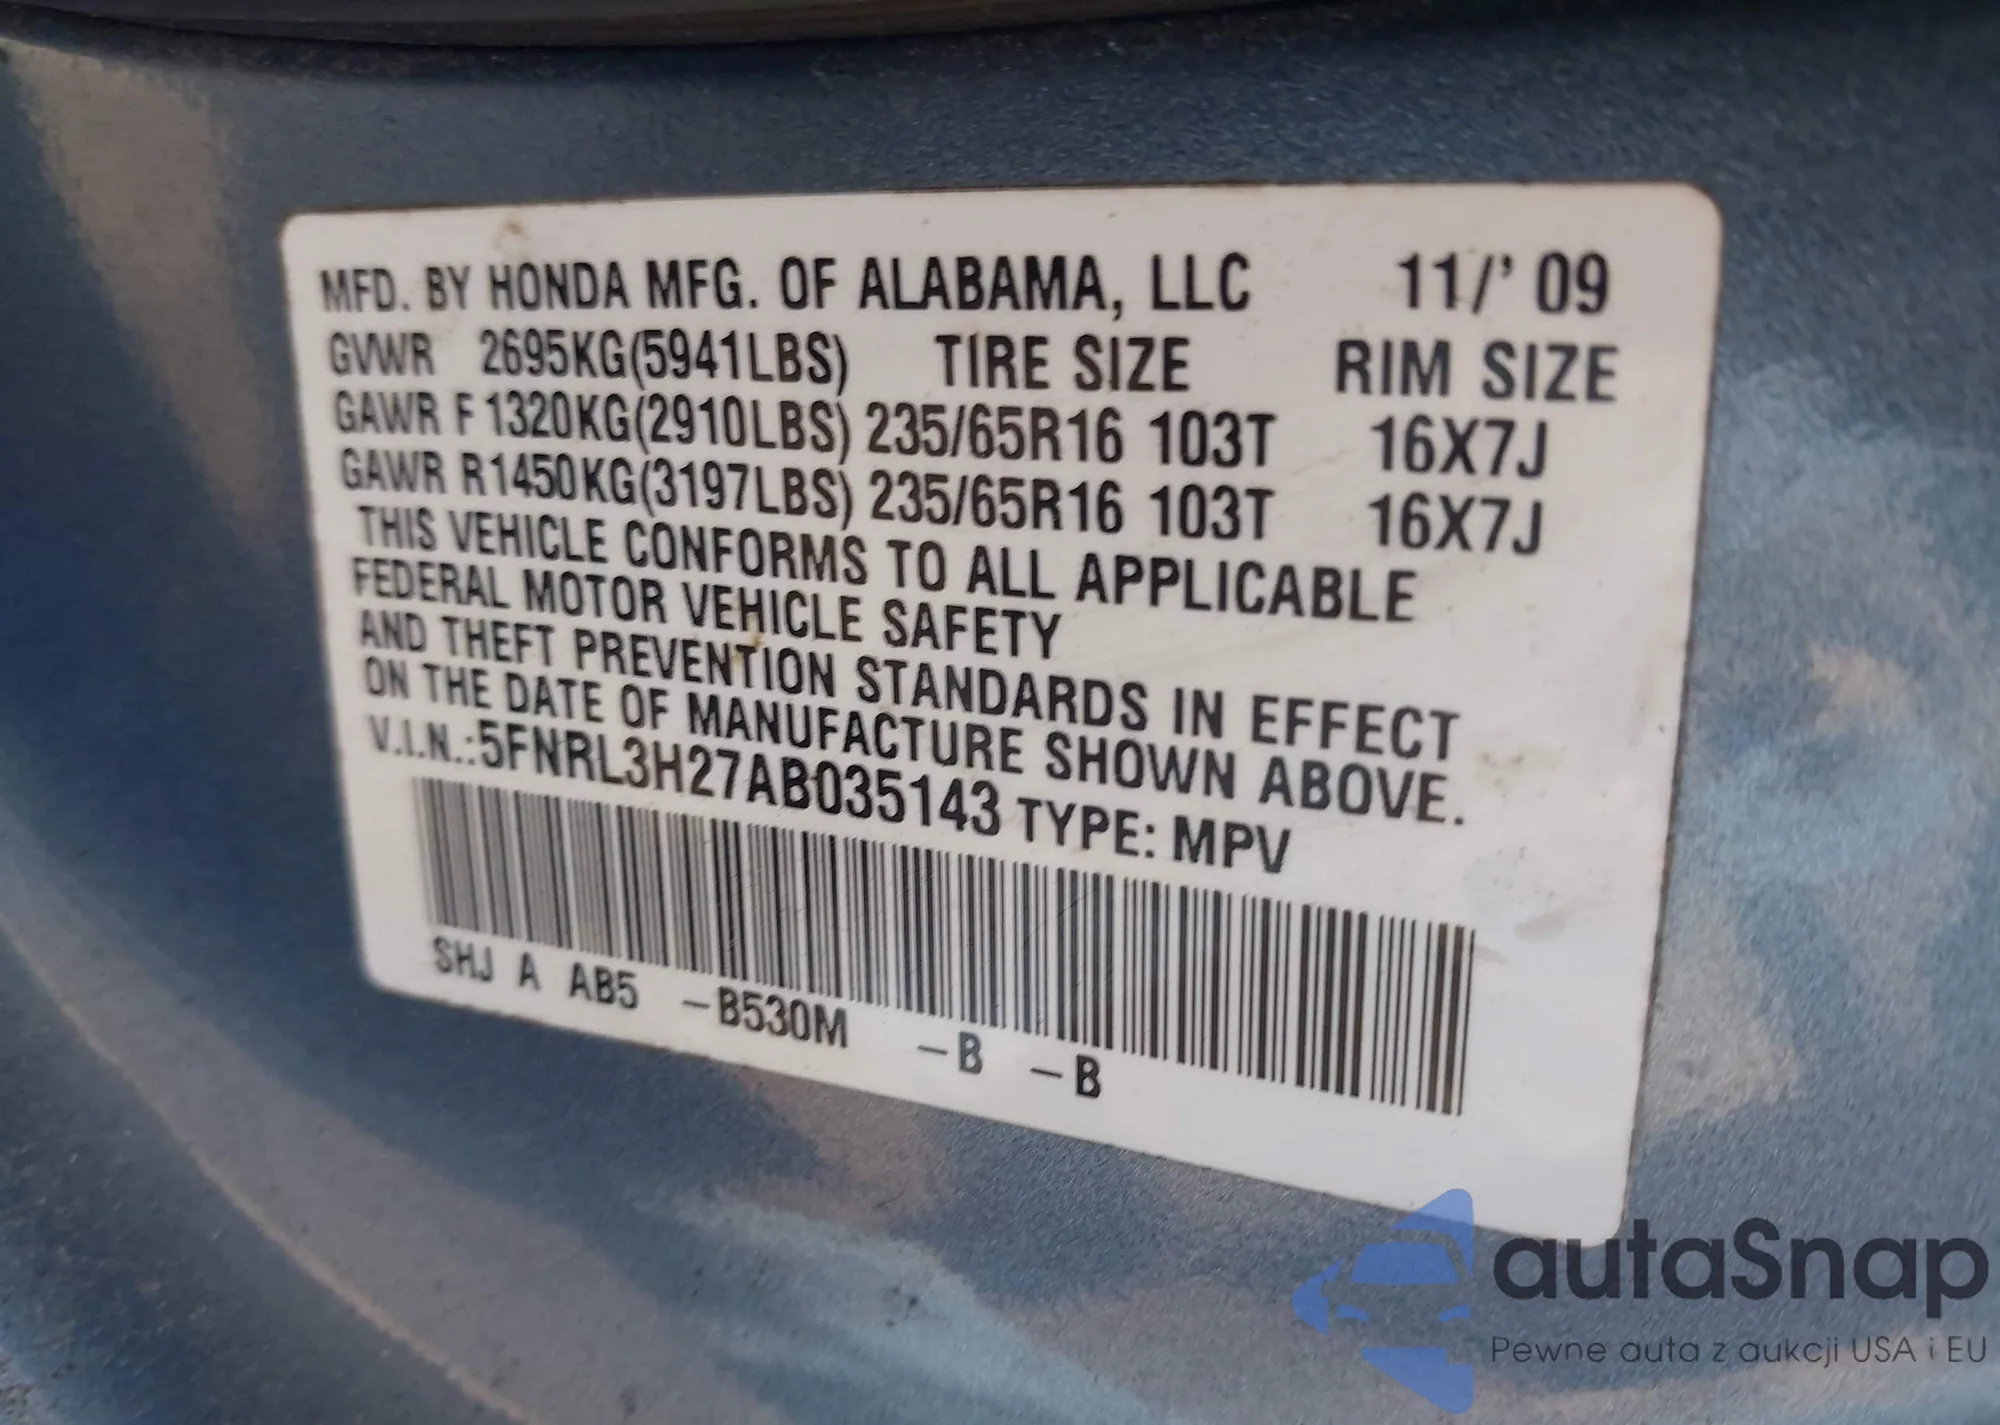 MFD. BY HONDA MFG. OF ALABAMA, LLC 11/' 09
GVWR 2695KG(5941LBS) TIRE SIZE RIM SIZE
GAWR F 1320KG(2910LBS) 235/65R16 103T 16X7J
GAWR R1450KG(3197LBS) 235/65R16 103T 16X7J
THIS VEHICLE CONFORMS TO ALL APPLICABLE
FEDERAL MOTOR VEHICLE SAFETY
AND THEFT PREVENTION STANDARDS IN EFFECT
ON THE DATE OF MANUFACTURE SHOWN ABOVE.
V.I.N.:5FNRL3H27AB035143 TYPE: MPV
SHJ A AB5 -B530M -B -B
autaSnap
Pewne auta z aukcji USA i EU